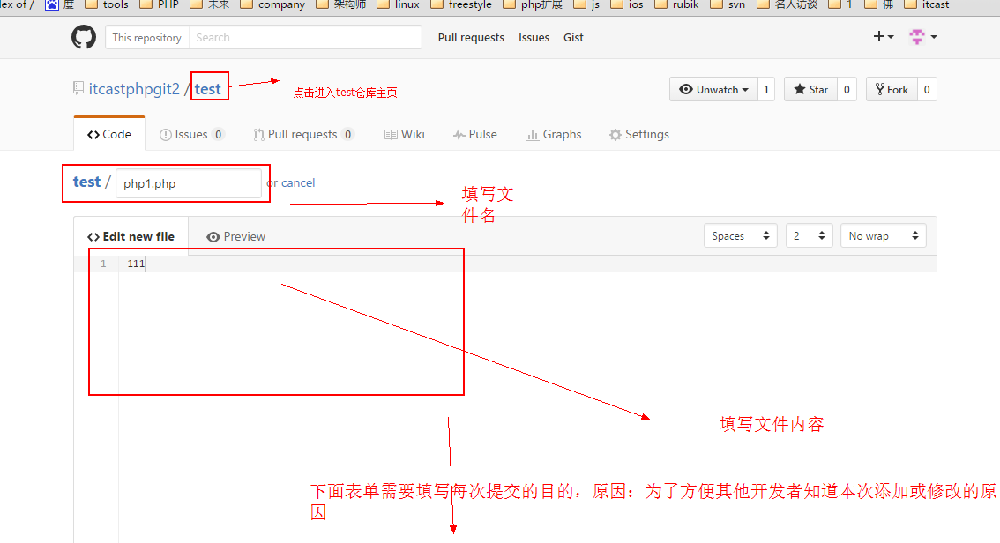 lex of / 度 tools PHP 未来 company 架构师 linux freestyle php扩展 js ios rubik svn 名人访谈 1 佛 itcast
This repository Search Pull requests Issues Gist
itcastphpgit2 / test 点击进入test仓库主页 Unwatch 1 Star 0 Fork 0
Code Issues 0 Pull requests 0 Wiki Pulse Graphs Settings
test / php1.php or cancel
填写文
件名
Edit new file Preview Spaces 2 No wrap
1 111
填写文件内容
下面表单需要填写每次提交的目的，原因：为了方便其他开发者知道本次添加或修改的原
因